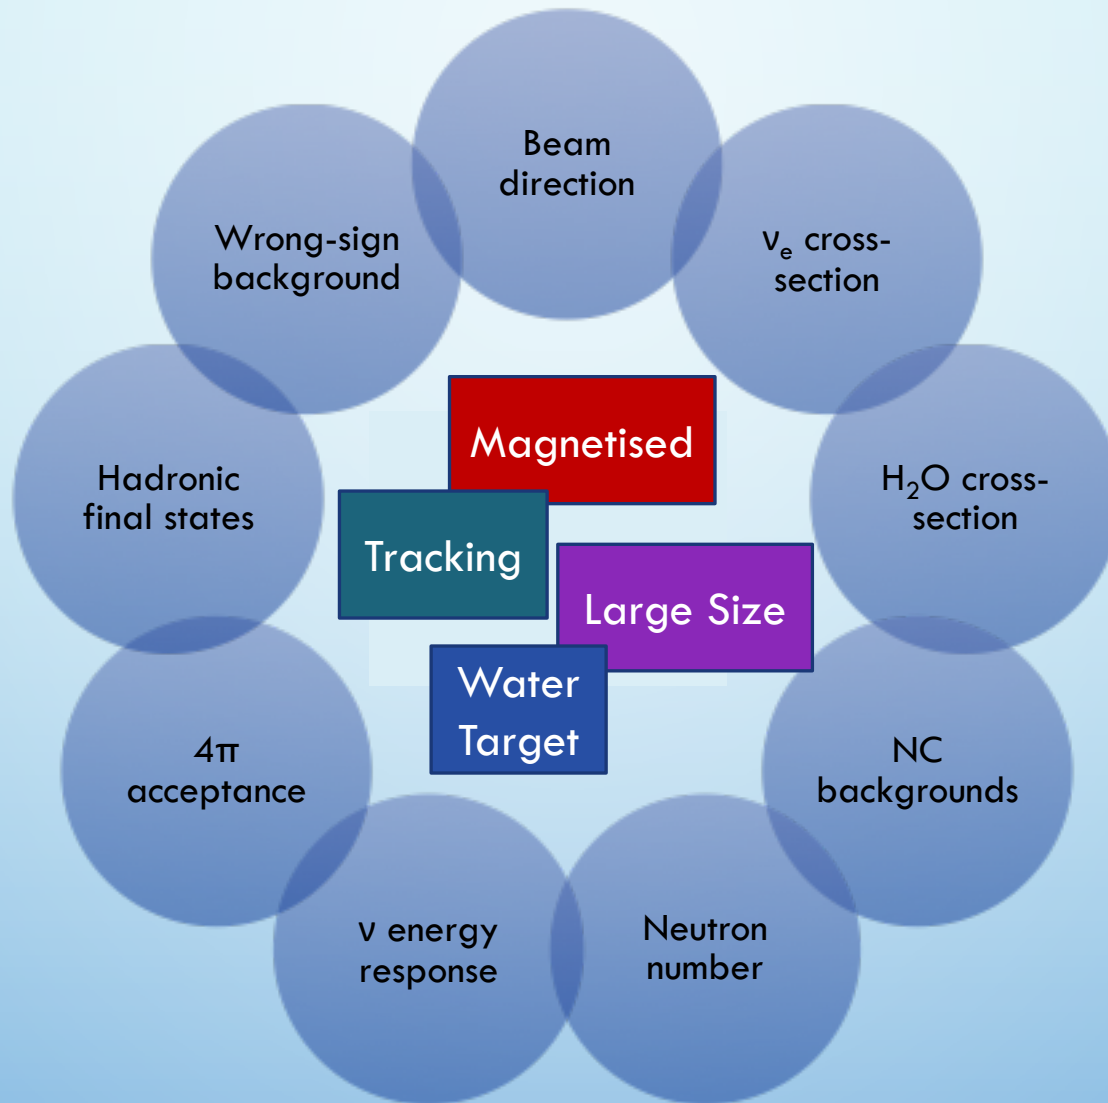 Beam
direction
ν_e cross-
section
H₂O cross-
section
NC
backgrounds
Neutron
number
ν energy
response
4π
acceptance
Hadronic
final states
Wrong-sign
background
Magnetised
Tracking
Large Size
Water
Target